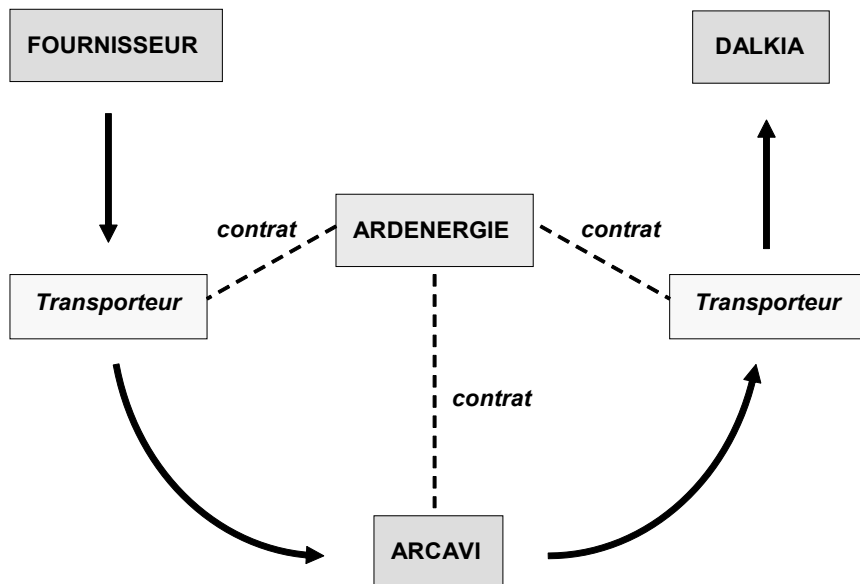 FOURNISSEUR
DALKIA
contrat
ARDENERGIE
contrat
Transporteur
Transporteur
contrat
ARCAVI